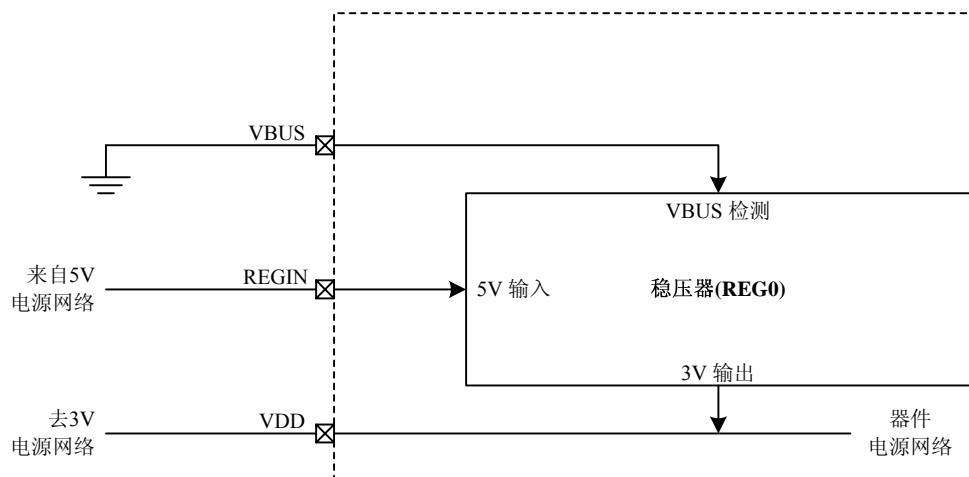 VBUS
VBUS 检测
来自5V
电源网络
REGIN
5V 输入
稳压器(REG0)
3V 输出
去3V
电源网络
VDD
器件
电源网络